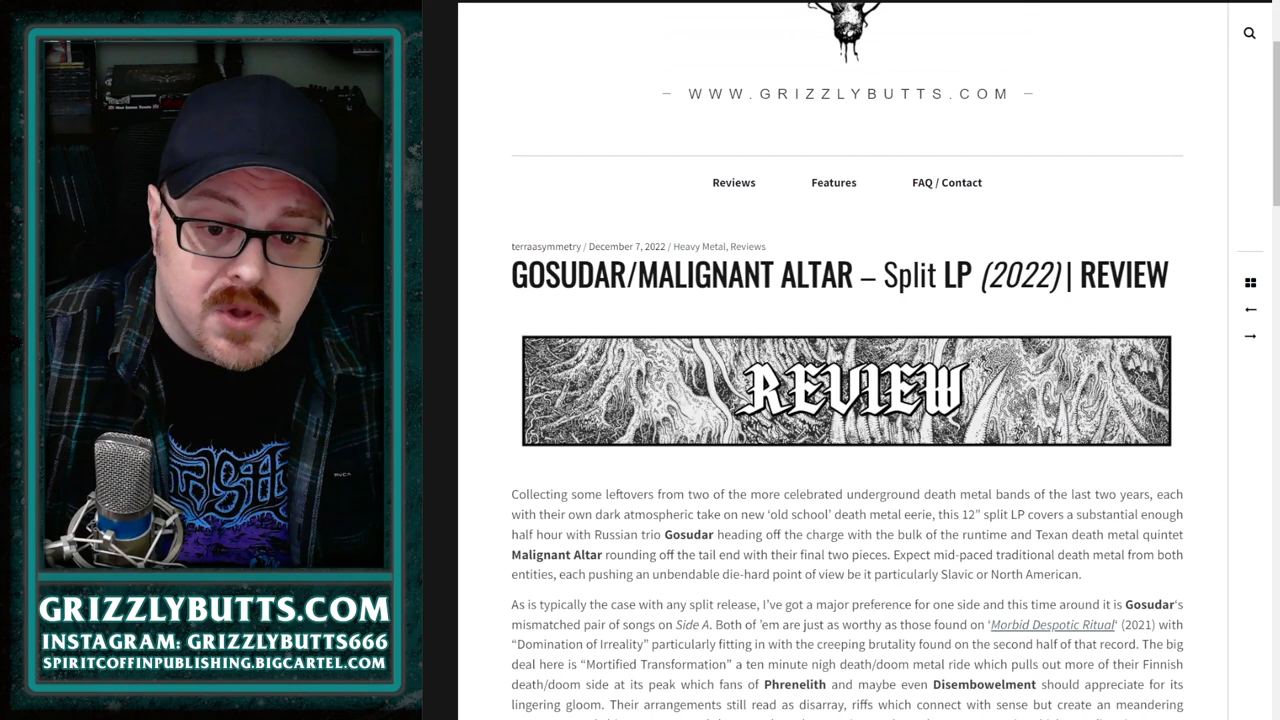 GRIZZLYBUTTS.COM
INSTAGRAM: GRIZZLYBUTTS666
SPIRITCOFFINPUBLISHING.BIGCARTEL.COM
— WWW.GRIZZLYBUTTS.COM —
Reviews Features FAQ / Contact
terraasymmetry / December 7, 2022 / Heavy Metal, Reviews
GOSUDAR/MALIGNANT ALTAR – Split LP (2022) | REVIEW
REVIEW
Collecting some leftovers from two of the more celebrated underground death metal bands of the last two years, each
with their own dark atmospheric take on new ‘old school’ death metal eerie, this 12” split LP covers a substantial enough
half hour with Russian trio Gosudar heading off the charge with the bulk of the runtime and Texan death metal quintet
Malignant Altar rounding off the tail end with their final two pieces. Expect mid-paced traditional death metal from both
entities, each pushing an unbendable die-hard point of view be it particularly Slavic or North American.
As is typically the case with any split release, I’ve got a major preference for one side and this time around it is Gosudar‘s
mismatched pair of songs on Side A. Both of ’em are just as worthy as those found on ‘Morbid Despotic Ritual‘ (2021) with
“Domination of Irreality” particularly fitting in with the creeping brutality found on the second half of that record. The big
deal here is “Mortified Transformation” a ten minute nigh death/doom metal ride which pulls out more of their Finnish
death/doom side at its peak which fans of Phrenelith and maybe even Disembowelment should appreciate for its
lingering gloom. Their arrangements still read as disarray, riffs which connect with sense but create an meandering